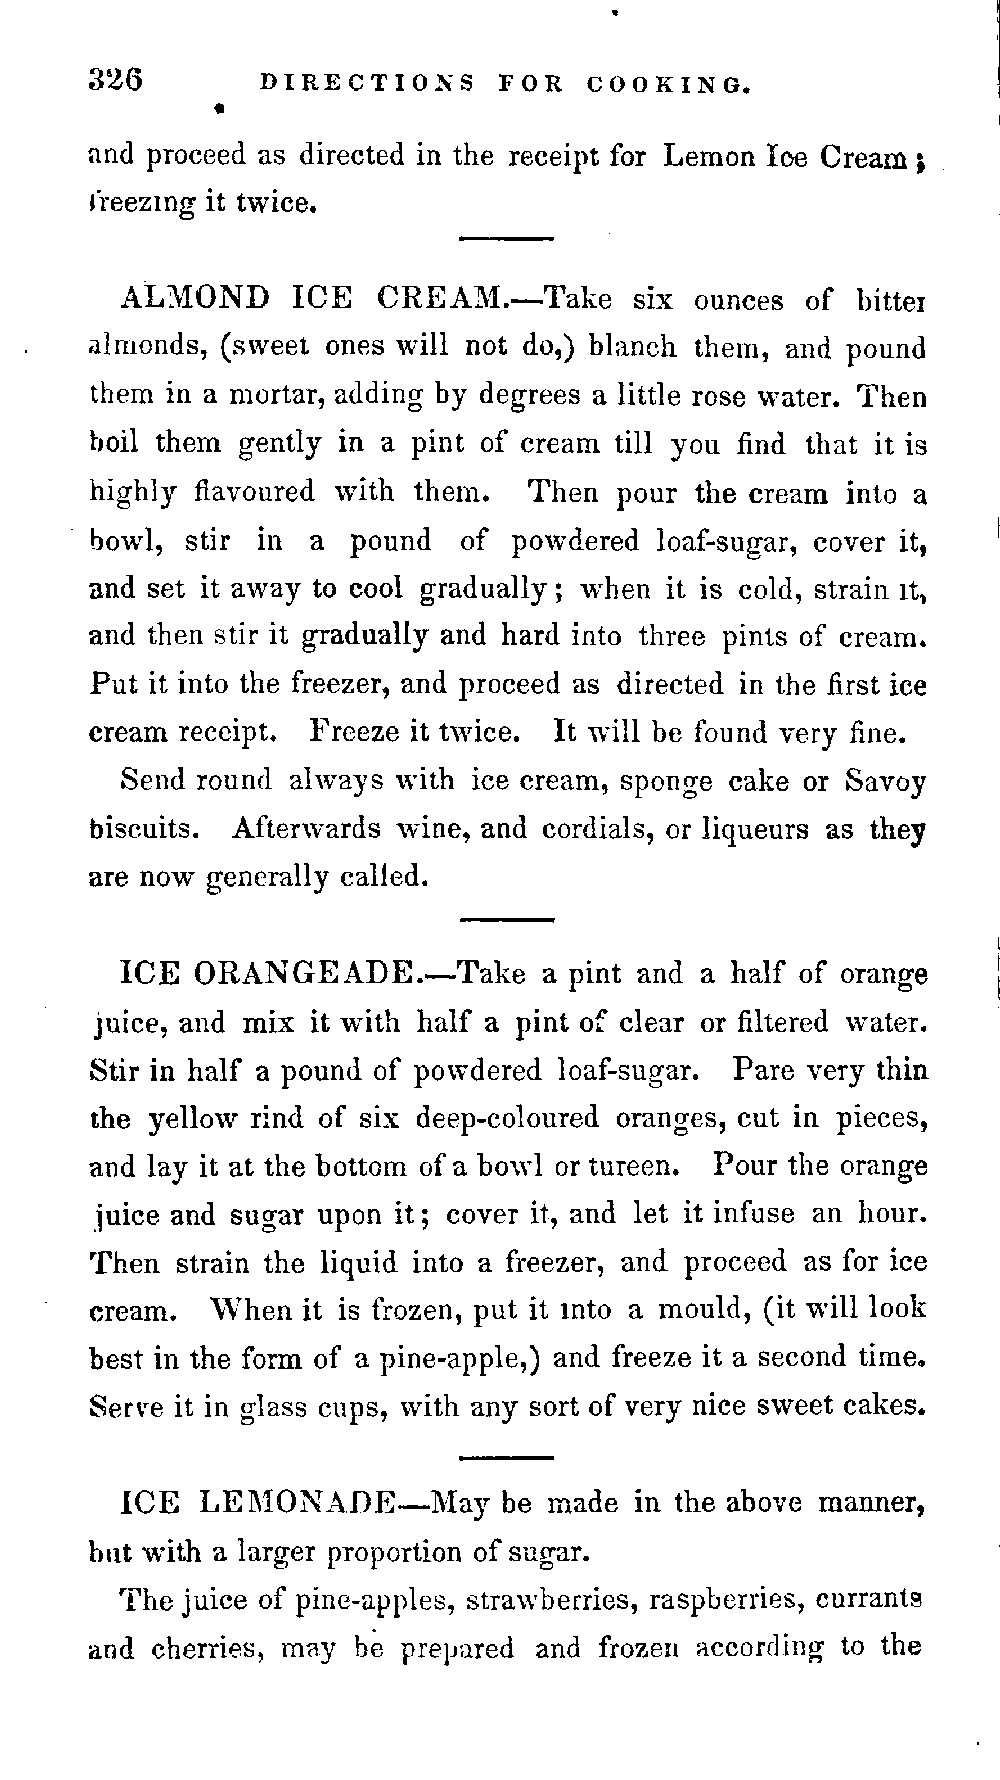 326 DIRECTIONS FOR COOKING.
and proceed as directed in the receipt for Lemon Ice Cream;
freezing it twice.
ALMOND ICE CREAM.—Take six ounces of bitter
almonds, (sweet ones will not do,) blanch them, and pound
them in a mortar, adding by degrees a little rose water. Then
boil them gently in a pint of cream till you find that it is
highly flavoured with them. Then pour the cream into a
bowl, stir in a pound of powdered loaf-sugar, cover it,
and set it away to cool gradually; when it is cold, strain it,
and then stir it gradually and hard into three pints of cream.
Put it into the freezer, and proceed as directed in the first ice
cream receipt. Freeze it twice. It will be found very fine.
Send round always with ice cream, sponge cake or Savoy
biscuits. Afterwards wine, and cordials, or liqueurs as they
are now generally called.
ICE ORANGEADE.—Take a pint and a half of orange
juice, and mix it with half a pint of clear or filtered water.
Stir in half a pound of powdered loaf-sugar. Pare very thin
the yellow rind of six deep-coloured oranges, cut in pieces,
and lay it at the bottom of a bowl or tureen. Pour the orange
juice and sugar upon it; cover it, and let it infuse an hour.
Then strain the liquid into a freezer, and proceed as for ice
cream. When it is frozen, put it into a mould, (it will look
best in the form of a pine-apple,) and freeze it a second time.
Serve it in glass cups, with any sort of very nice sweet cakes.
ICE LEMONADE—May be made in the above manner,
but with a larger proportion of sugar.
The juice of pine-apples, strawberries, raspberries, currants
and cherries, may be prepared and frozen according to the